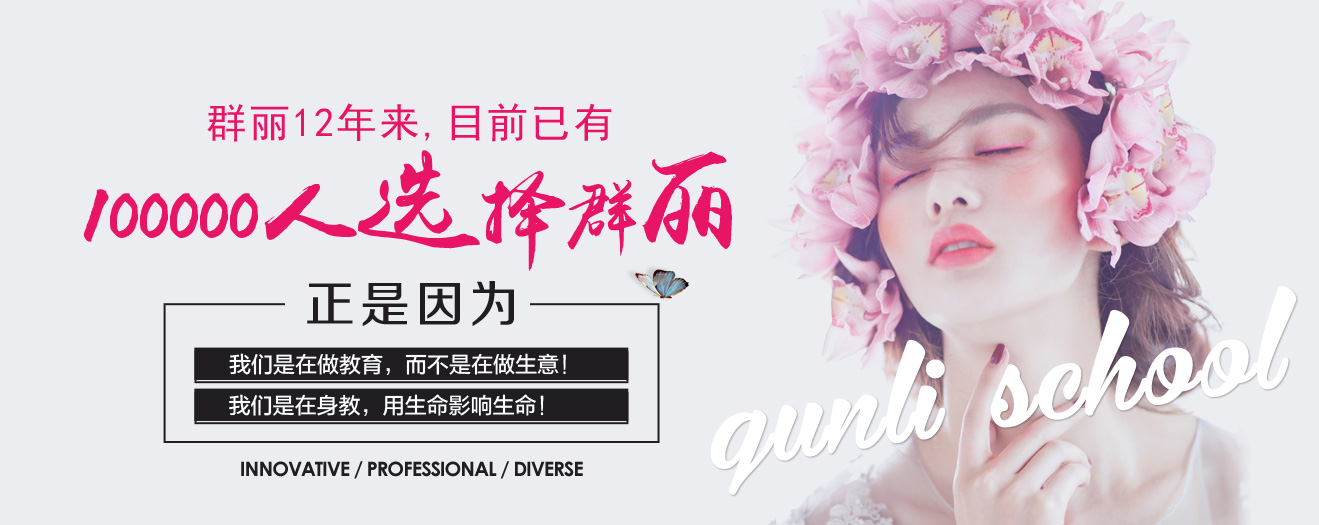 群丽12年来,目前已有
100000人选择群丽
正是因为
我们是在做教育，而不是在做生意！
我们是在身教，用生命影响生命！
INNOVATIVE / PROFESSIONAL / DIVERSE
qunli school